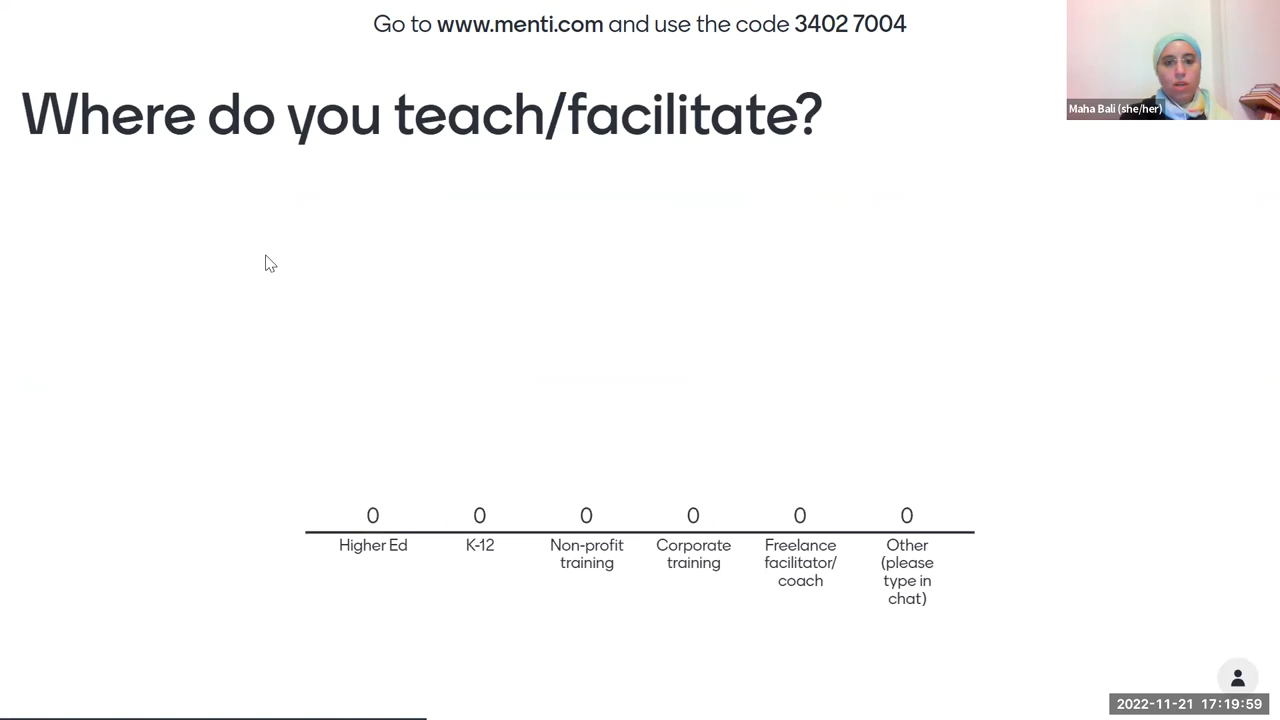 Go to www.menti.com and use the code 3402 7004
Where do you teach/facilitate?
Maha Bali (she/her)
0 0 0 0 0 0
Higher Ed
K-12
Non-profit
training
Corporate
training
Freelance
facilitator/
coach
Other
(please
type in
chat)
2022-11-21 17:19:59